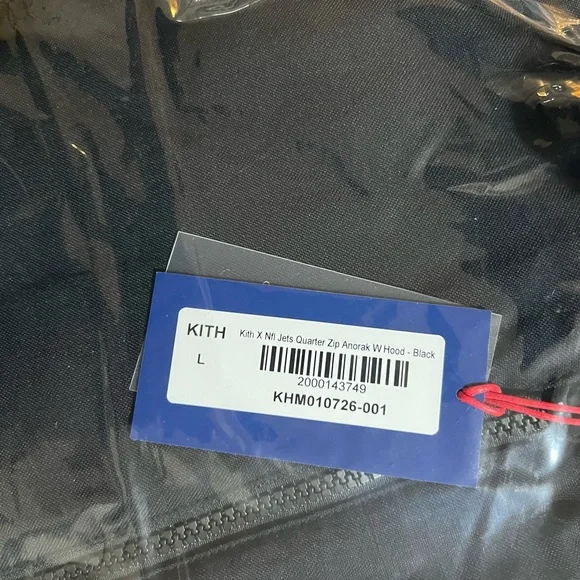 KITH Kith X Nfl Jets Quarter Zip Anorak W Hood - Black
L
2000143749
KHM010726-001